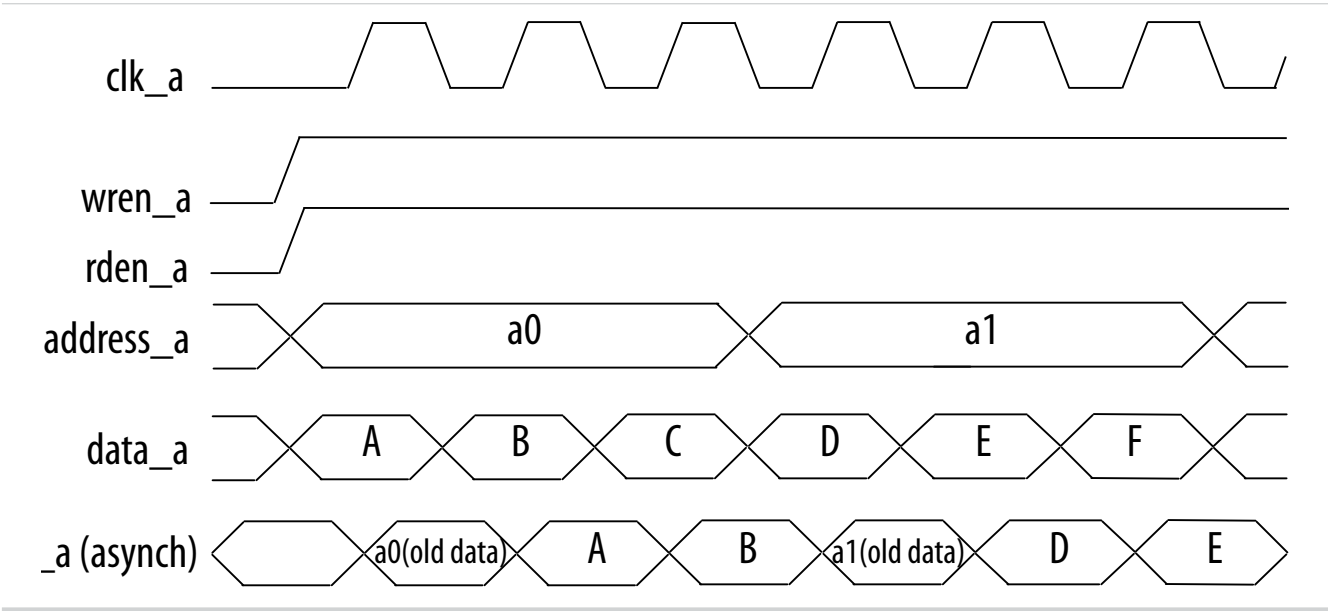 clk_a
wren_a
rden_a
address_a a0 a1
data_a A B C D E F
_a (asynch) a0(old data) A B a1(old data) D E